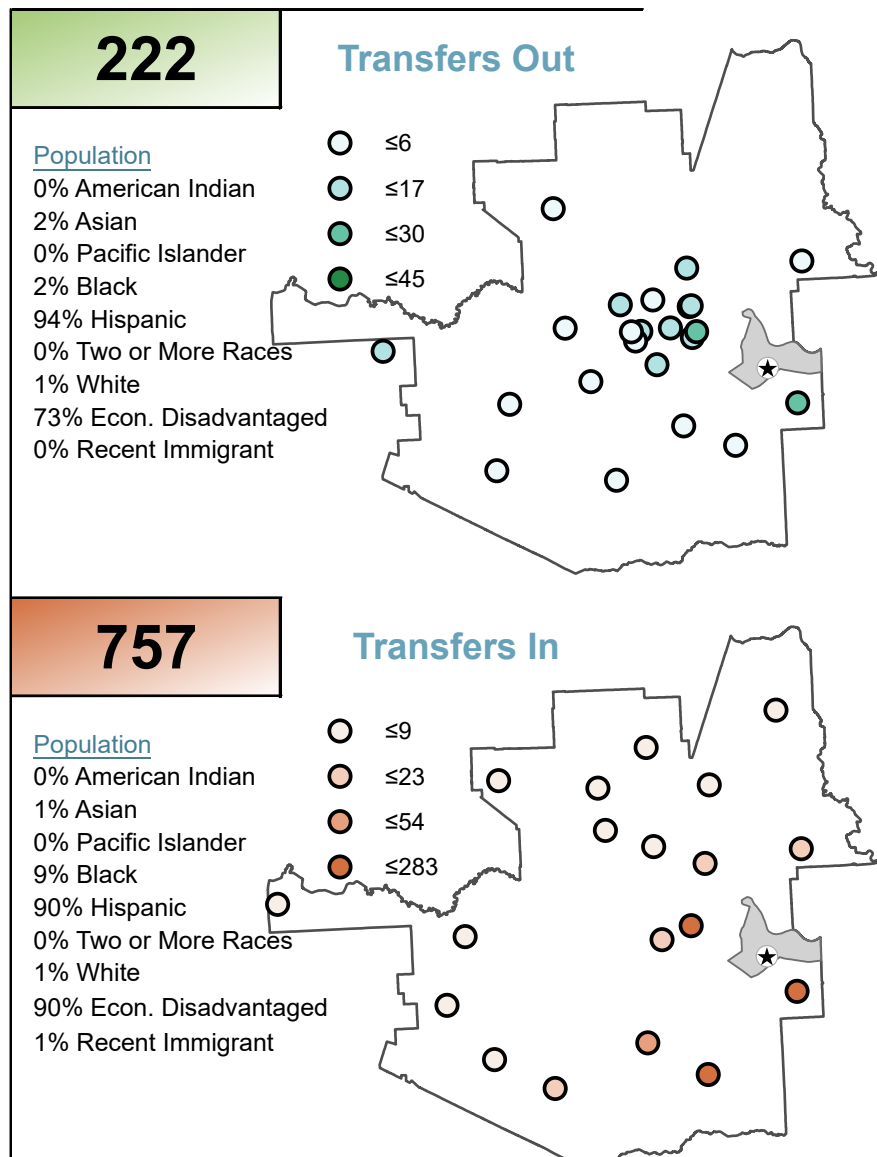 222
Transfers Out
Population
0% American Indian
2% Asian
0% Pacific Islander
2% Black
94% Hispanic
0% Two or More Races
1% White
73% Econ. Disadvantaged
0% Recent Immigrant
≤6
≤17
≤30
≤45
757
Transfers In
Population
0% American Indian
1% Asian
0% Pacific Islander
9% Black
90% Hispanic
0% Two or More Races
1% White
90% Econ. Disadvantaged
1% Recent Immigrant
≤9
≤23
≤54
≤283